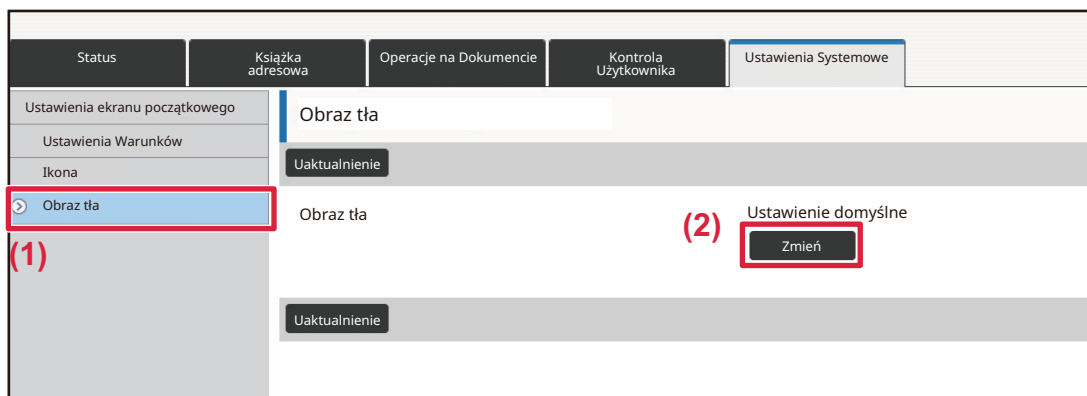 Status
Książka
adresowa
Operacje na Dokumencie
Kontrola
Użytkownika
Ustawienia Systemowe
Ustawienia ekranu początkowego
Ustawienia Warunków
Ikona
Obraz tła
(1)
Obraz tła
Uaktualnienie
Obraz tła
(2)
Ustawienie domyślne
Zmień
Uaktualnienie